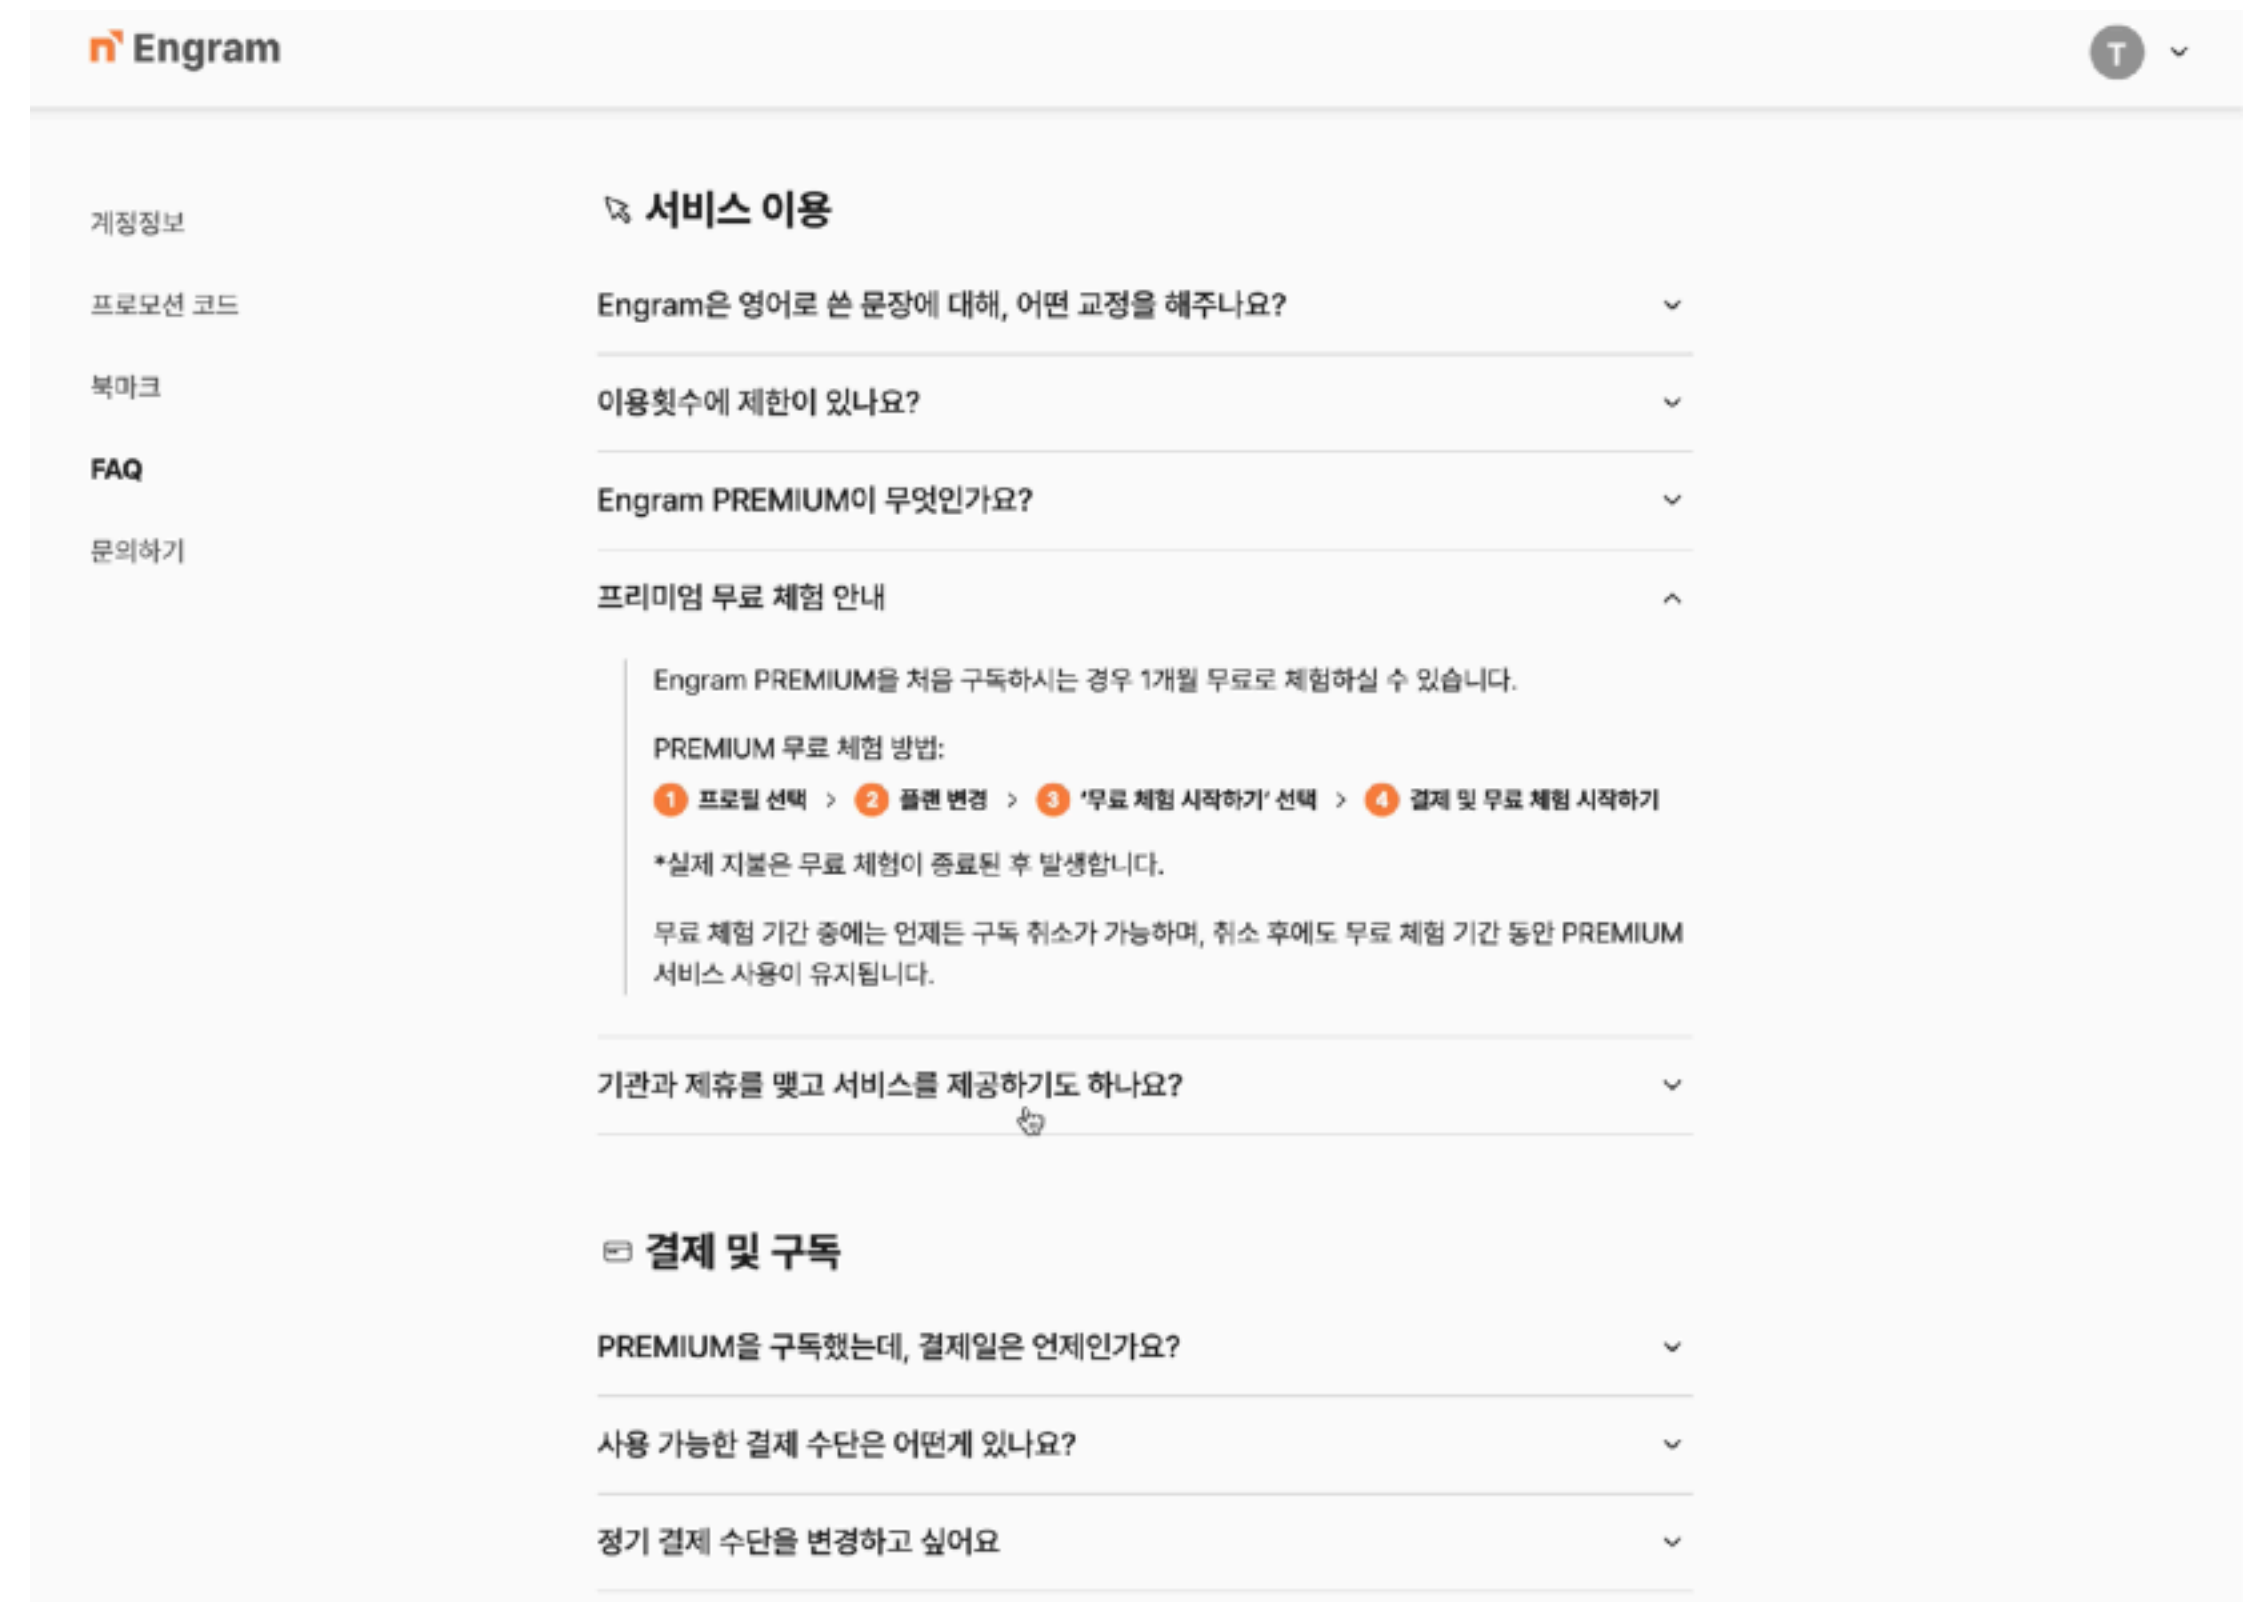 Engram
T
계정정보
프로모션 코드
북마크
FAQ
문의하기
서비스 이용
Engram은 영어로 쓴 문장에 대해, 어떤 교정을 해주나요?
이용횟수에 제한이 있나요?
Engram PREMIUM이 무엇인가요?
프리미엄 무료 체험 안내
Engram PREMIUM을 처음 구독하시는 경우 1개월 무료로 체험하실 수 있습니다.
PREMIUM 무료 체험 방법:
1 프로필 선택 > 2 플랜 변경 > 3 '무료 체험 시작하기' 선택 > 4 결제 및 무료 체험 시작하기
*실제 지불은 무료 체험이 종료된 후 발생합니다.
무료 체험 기간 중에는 언제든 구독 취소가 가능하며, 취소 후에도 무료 체험 기간 동안 PREMIUM
서비스 사용이 유지됩니다.
기관과 제휴를 맺고 서비스를 제공하기도 하나요?
결제 및 구독
PREMIUM을 구독했는데, 결제일은 언제인가요?
사용 가능한 결제 수단은 어떤게 있나요?
정기 결제 수단을 변경하고 싶어요